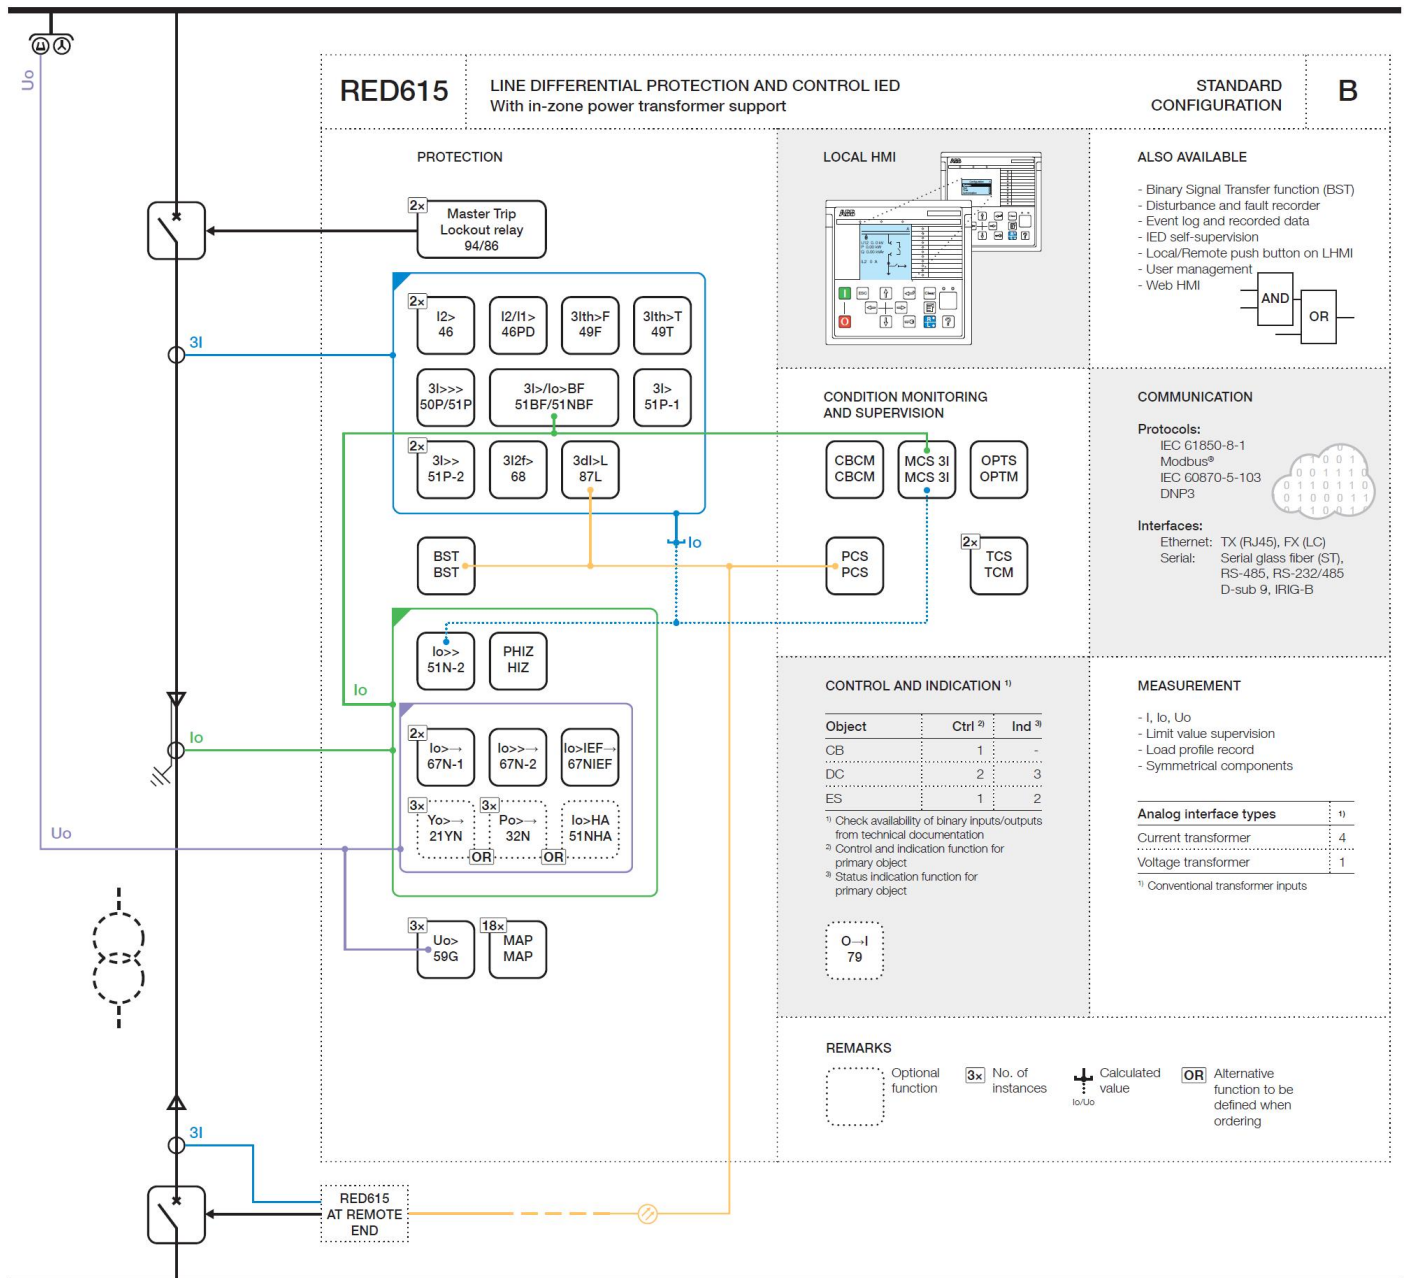 RED615
LINE DIFFERENTIAL PROTECTION AND CONTROL IED
With in-zone power transformer support
STANDARD
CONFIGURATION
B
Uo
PROTECTION
2×
Master Trip
Lockout relay
94/86
3I
2×
I2>
46
I2/I1>
46PD
3Ith>F
49F
3Ith>T
49T
3I>>>
50P/51P
3I>/Io>BF
51BF/51NBF
3I>
51P-1
2×
3I>>
51P-2
3I2f>
68
3dI>L
87L
Io
BST
BST
Io>>
51N-2
PHIZ
HIZ
Io
Io
2×
Io>→
67N-1
Io>>→
67N-2
Io>IEF→
67NIEF
3×
Yo>→
21YN
OR
3×
Po>→
32N
OR
Io>HA
51NHA
Uo
3×
Uo>
59G
18×
MAP
MAP
3I
RED615
AT REMOTE
END
LOCAL HMI
ABB
ABB
ALSO AVAILABLE
- Binary Signal Transfer function (BST)
- Disturbance and fault recorder
- Event log and recorded data
- IED self-supervision
- Local/Remote push button on LHMI
- User management
- Web HMI
AND
OR
CONDITION MONITORING
AND SUPERVISION
CBCM
CBCM
MCS 3I
MCS 3I
OPTS
OPTM
PCS
PCS
2×
TCS
TCM
COMMUNICATION
Protocols:
IEC 61850-8-1
Modbus®
IEC 60870-5-103
DNP3
Interfaces:
Ethernet: TX (RJ45), FX (LC)
Serial: Serial glass fiber (ST),
RS-485, RS-232/485
D-sub 9, IRIG-B
CONTROL AND INDICATION 1)
Object Ctrl 2) Ind 3)
CB 1 -
DC 2 3
ES 1 2
1) Check availability of binary inputs/outputs
from technical documentation
2) Control and indication function for
primary object
3) Status indication function for
primary object
O→I
79
MEASUREMENT
- I, Io, Uo
- Limit value supervision
- Load profile record
- Symmetrical components
Analog interface types 1)
Current transformer 4
Voltage transformer 1
1) Conventional transformer inputs
REMARKS
Optional
function
3×
No. of
instances
Io/Uo
Calculated
value
OR
Alternative
function to be
defined when
ordering